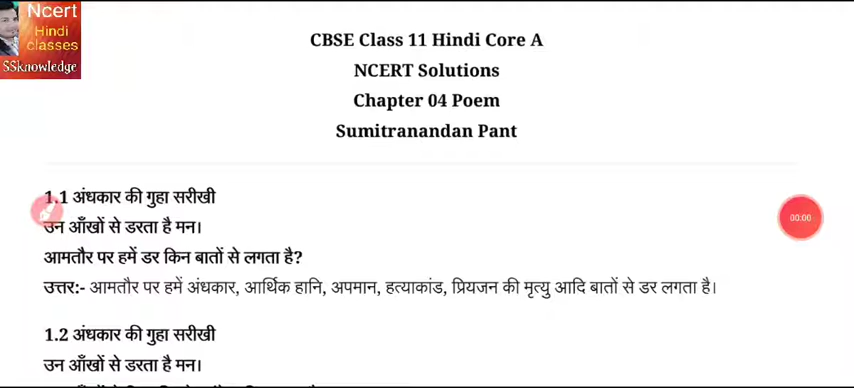 Ncert
Hindi
classes
SSknowledge
CBSE Class 11 Hindi Core A
NCERT Solutions
Chapter 04 Poem
Sumitranandan Pant
1.1 अंधकार की गुहा सरीखी
उन आँखों से डरता है मन।
00:00
आमतौर पर हमें डर किन बातों से लगता है?
उत्तर:- आमतौर पर हमें अंधकार, आर्थिक हानि, अपमान, हत्याकांड, प्रियजन की मृत्यु आदि बातों से डर लगता है।
1.2 अंधकार की गुहा सरीखी
उन आँखों से डरता है मन।